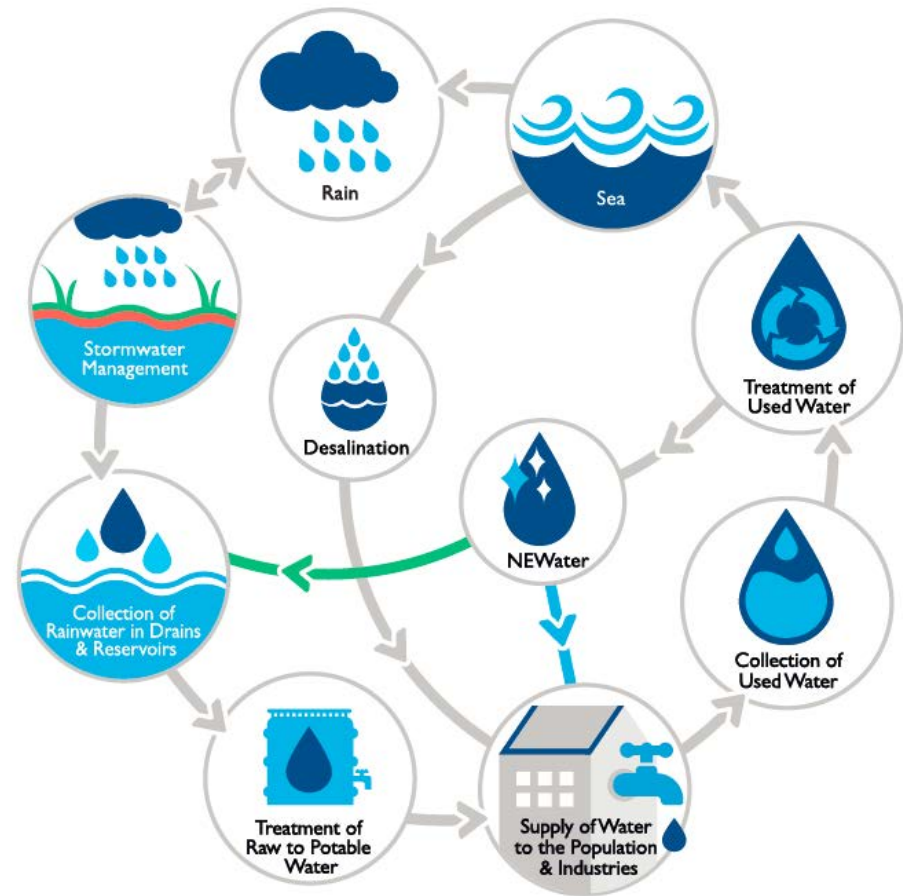 Rain
Sea
Stormwater
Management
Desalination
Treatment of
Used Water
NEWater
Collection of
Rainwater in Drains
& Reservoirs
Collection of
Used Water
Treatment of
Raw to Potable
Water
Supply of Water
to the Population
& Industries